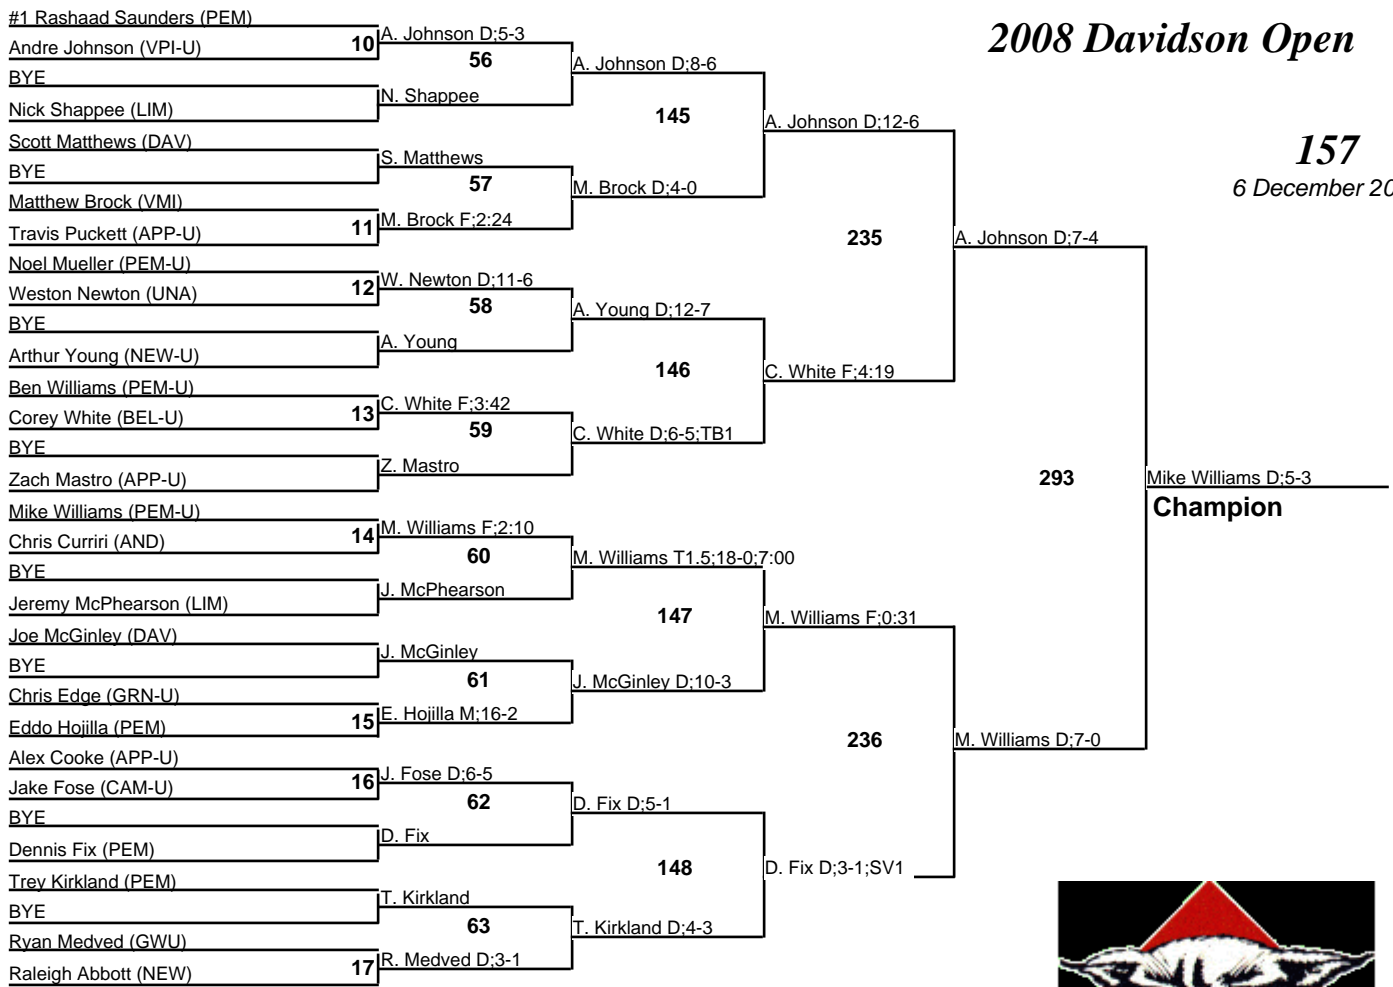 2008 Davidson Open
157
6 December 20
#1 Rashaad Saunders (PEM)
Andre Johnson (VPI-U)
BYE
Nick Shappee (LIM)
Scott Matthews (DAV)
BYE
Matthew Brock (VMI)
Travis Puckett (APP-U)
Noel Mueller (PEM-U)
Weston Newton (UNA)
BYE
Arthur Young (NEW-U)
Ben Williams (PEM-U)
Corey White (BEL-U)
BYE
Zach Mastro (APP-U)
Mike Williams (PEM-U)
Chris Curriri (AND)
BYE
Jeremy McPhearson (LIM)
Joe McGinley (DAV)
BYE
Chris Edge (GRN-U)
Eddo Hojilla (PEM)
Alex Cooke (APP-U)
Jake Fose (CAM-U)
BYE
Dennis Fix (PEM)
Trey Kirkland (PEM)
BYE
Ryan Medved (GWU)
Raleigh Abbott (NEW)
10
11
12
13
14
15
16
17
A. Johnson D;5-3
56
N. Shappee
S. Matthews
57
M. Brock F;2:24
W. Newton D;11-6
58
A. Young
C. White F;3:42
59
Z. Mastro
M. Williams F;2:10
60
J. McPhearson
J. McGinley
61
E. Hojilla M;16-2
J. Fose D;6-5
62
D. Fix
T. Kirkland
63
R. Medved D;3-1
A. Johnson D;8-6
145
M. Brock D;4-0
A. Young D;12-7
146
C. White D;6-5;TB1
M. Williams T1.5;18-0;7:00
147
J. McGinley D;10-3
D. Fix D;5-1
148
T. Kirkland D;4-3
A. Johnson D;12-6
235
C. White F;4:19
M. Williams F;0:31
236
D. Fix D;3-1;SV1
A. Johnson D;7-4
293
M. Williams D;7-0
Mike Williams D;5-3
Champion